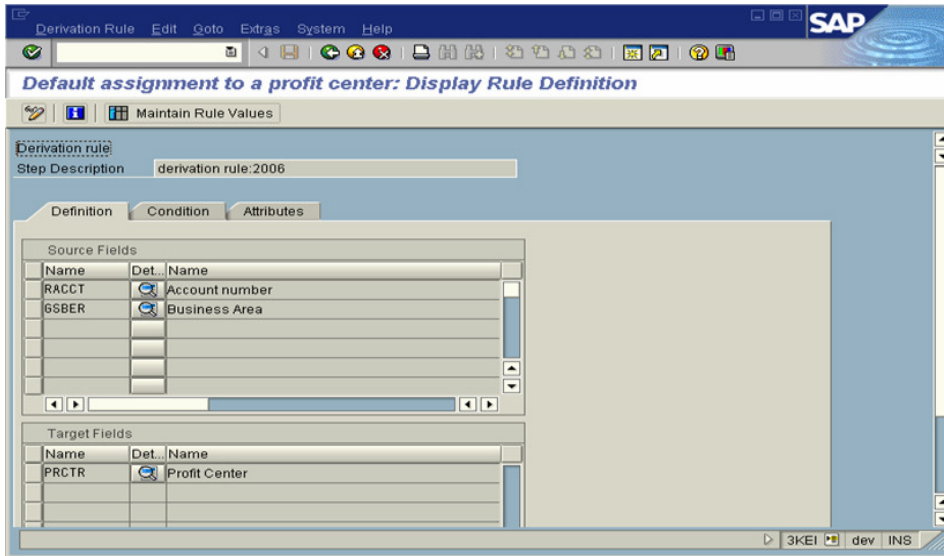 Derivation Rule Edit Goto Extras System Help
SAP
Default assignment to a profit center: Display Rule Definition
Maintain Rule Values
Derivation rule
Step Description derivation rule:2006
Definition Condition Attributes
Source Fields
Name Det... Name
RACCT Account number
GSBER Business Area
Target Fields
Name Det... Name
PRCTR Profit Center
3KEI dev INS